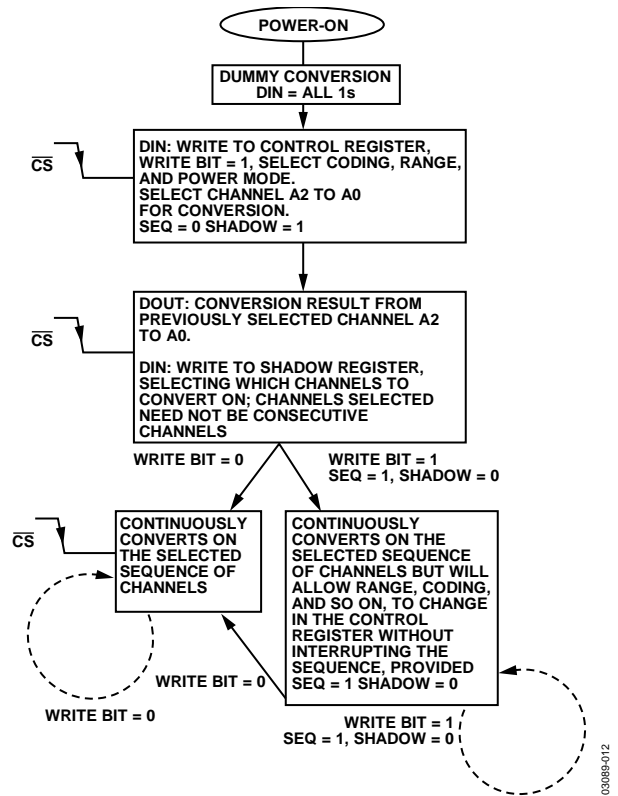 POWER-ON
DUMMY CONVERSION
DIN = ALL 1s
CS
DIN: WRITE TO CONTROL REGISTER,
WRITE BIT = 1, SELECT CODING, RANGE,
AND POWER MODE.
SELECT CHANNEL A2 TO A0
FOR CONVERSION.
SEQ = 0 SHADOW = 1
CS
DOUT: CONVERSION RESULT FROM
PREVIOUSLY SELECTED CHANNEL A2
TO A0.
DIN: WRITE TO SHADOW REGISTER,
SELECTING WHICH CHANNELS TO
CONVERT ON; CHANNELS SELECTED
NEED NOT BE CONSECUTIVE
CHANNELS
WRITE BIT = 0
WRITE BIT = 1
SEQ = 1, SHADOW = 0
CS
CONTINUOUSLY
CONVERTS ON
THE SELECTED
SEQUENCE OF
CHANNELS
CONTINUOUSLY
CONVERTS ON THE
SELECTED SEQUENCE
OF CHANNELS BUT WILL
ALLOW RANGE, CODING,
AND SO ON, TO CHANGE
IN THE CONTROL
REGISTER WITHOUT
INTERRUPTING THE
SEQUENCE, PROVIDED
SEQ = 1 SHADOW = 0
WRITE BIT = 0
WRITE BIT = 0
WRITE BIT = 1
SEQ = 1, SHADOW = 0
03089-012